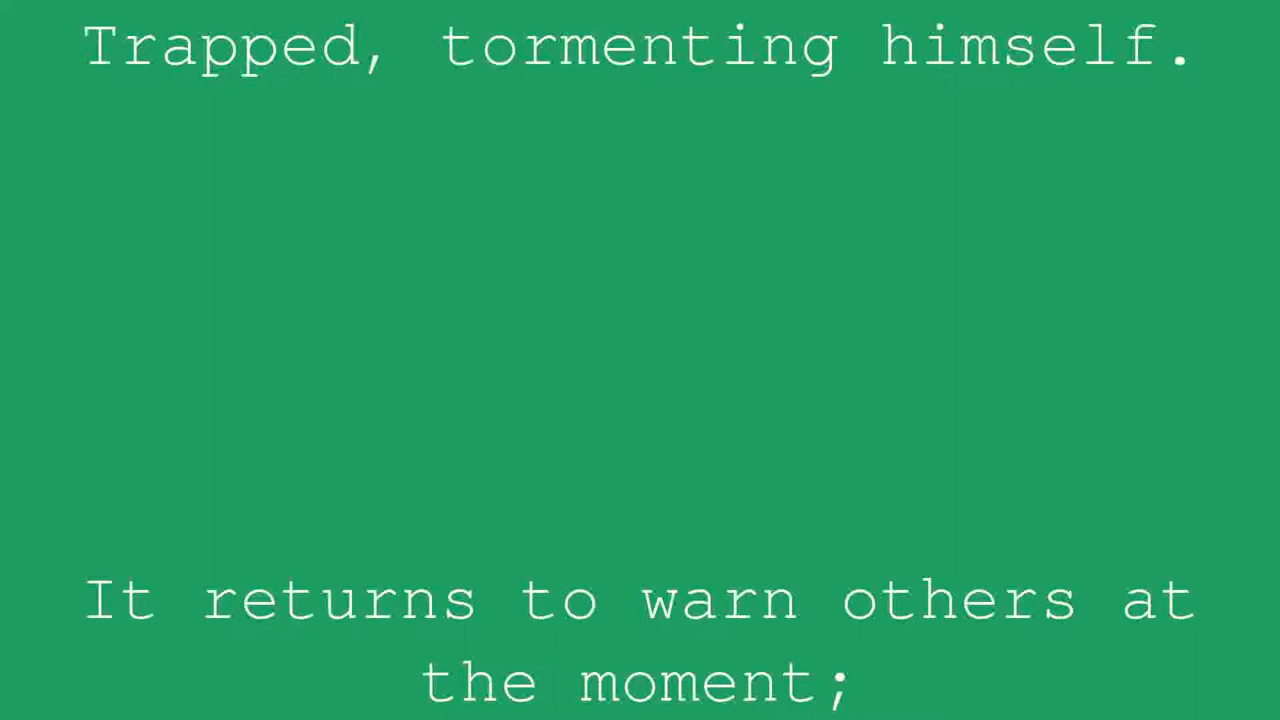 Trapped, tormenting himself.
It returns to warn others at
the moment;